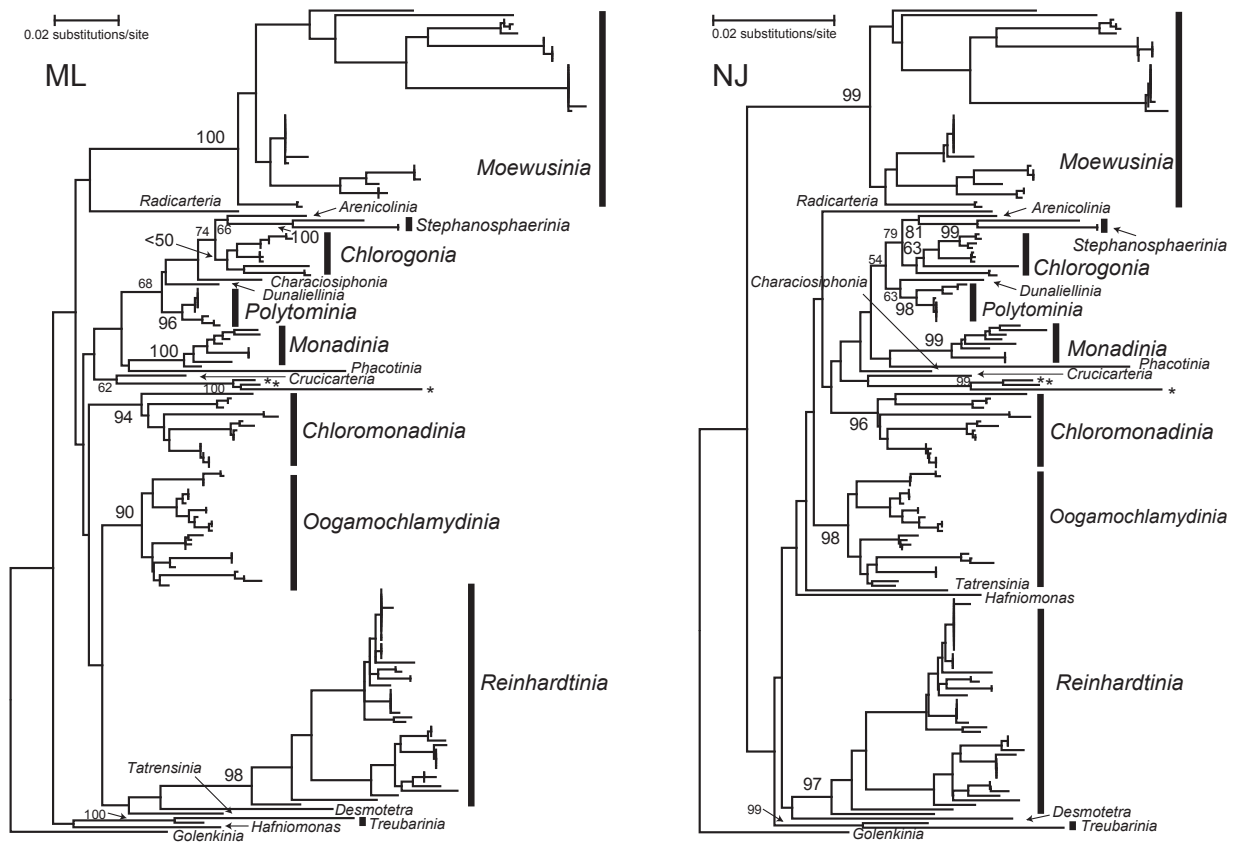 0.02 substitutions/site
ML
100
Moewusinia
Radicarteria
Arenicolinia
Stephanosphaerinia
74
66
100
<50
Chlorogonia
Characiosiphonia
68
Dunaliellinia
96
Polytominia
100
Monadinia
Phacotinia
Crucicarteria
62
100
**
*
94
Chloromonadinia
90
Oogamochlamydinia
Reinhardtinia
98
Tatrensinia
Desmotetra
100
Treubarinia
Hafniomonas
Golenkinia
0.02 substitutions/site
NJ
99
Moewusinia
Radicarteria
Arenicolinia
79
81
99
Stephanosphaerinia
63
54
Chlorogonia
Characiosiphonia
Dunaliellinia
63
98
Polytominia
99
Monadinia
Phacotinia
Crucicarteria
99
**
*
96
Chloromonadinia
Oogamochlamydinia
98
Tatrensinia
Hafniomonas
Reinhardtinia
97
99
Desmotetra
Treubarinia
Golenkinia